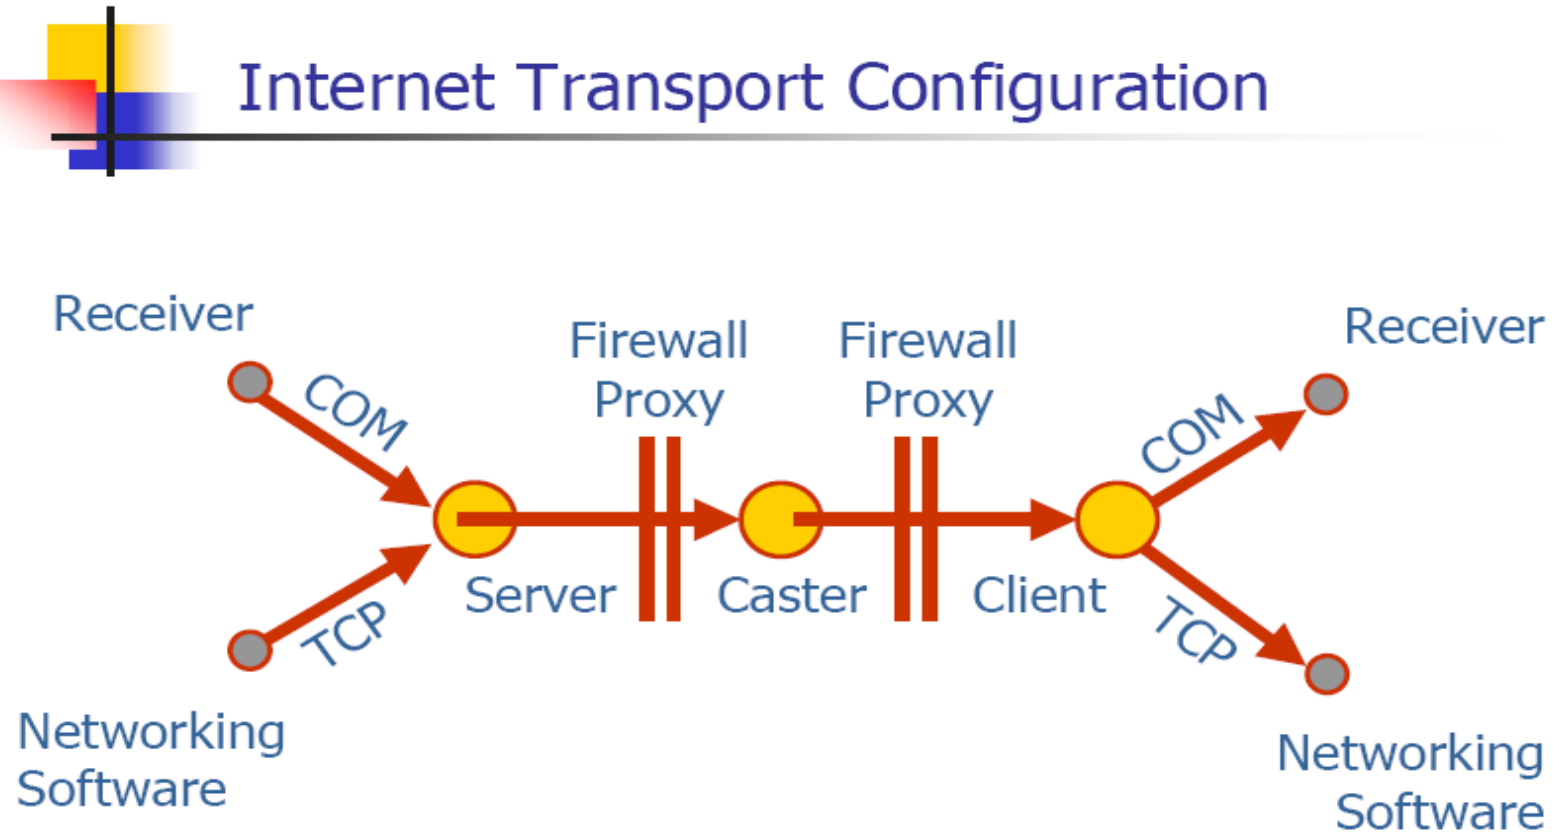 Internet Transport Configuration
Receiver
COM
TCP
Networking
Software
Server
Firewall
Proxy
Caster
Firewall
Proxy
Client
COM
TCP
Receiver
Networking
Software